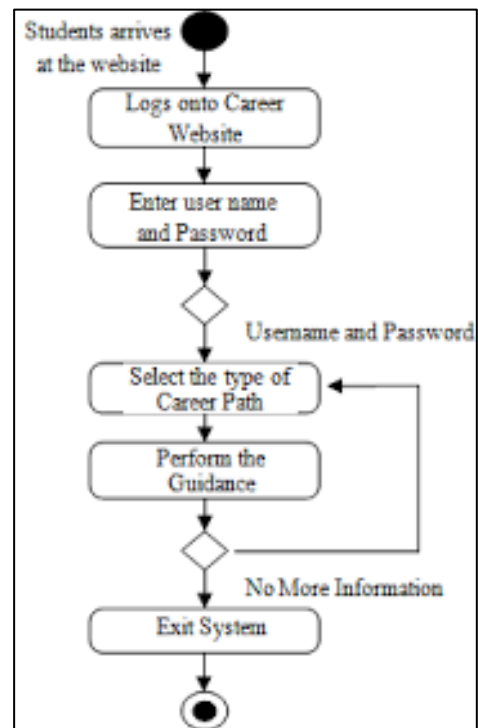 Students arrives
at the website
Logs onto Career
Website
Enter user name
and Password
Username and Password
Select the type of
Career Path
Perform the
Guidance
No More Information
Exit System